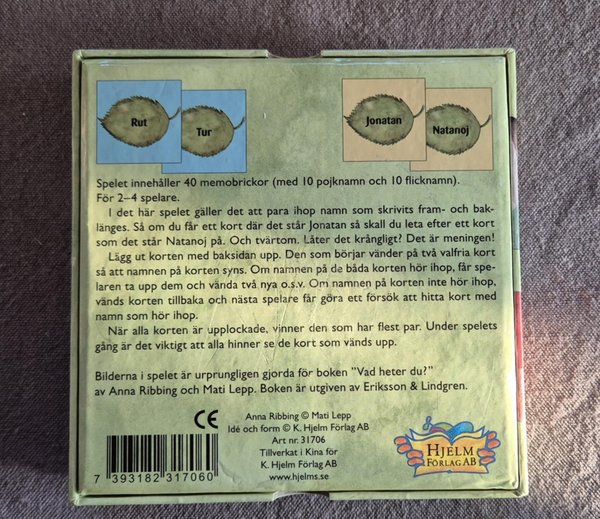 Rut
Tur
Jonatan
Natanoj
Spelet innehåller 40 memobrickor (med 10 pojknamn och 10 flicknamn).
För 2–4 spelare.
I det här spelet gäller det att para ihop namn som skrivits fram- och bak-
länges. Så om du får ett kort där det står Jonatan så skall du leta efter ett kort
som det står Natanoj på. Och tvärtom. Låter det krångligt? Det är meningen!
Lägg ut korten med baksidan upp. Den som börjar vänder på två valfria kort
så att namnen på korten syns. Om namnen på de båda korten hör ihop, får spe-
laren ta upp dem och vända två nya o.s.v. Om namnen på korten inte hör ihop,
vänds korten tillbaka och nästa spelare får göra ett försök att hitta kort med
namn som hör ihop.
När alla korten är upplockade, vinner den som har flest par. Under spelets
gång är det viktigt att alla hinner se de kort som vänds upp.
Bilderna i spelet är urprungligen gjorda för boken "Vad heter du?"
av Anna Ribbing och Mati Lepp. Boken är utgiven av Eriksson & Lindgren.
CE
Anna Ribbing © Mati Lepp
Idé och form © K. Hjelm Förlag AB
Art nr. 31706
Tillverkat i Kina för
K. Hjelm Förlag AB
www.hjelms.se
7 393182 317060
HJELM
FÖRLAG AB